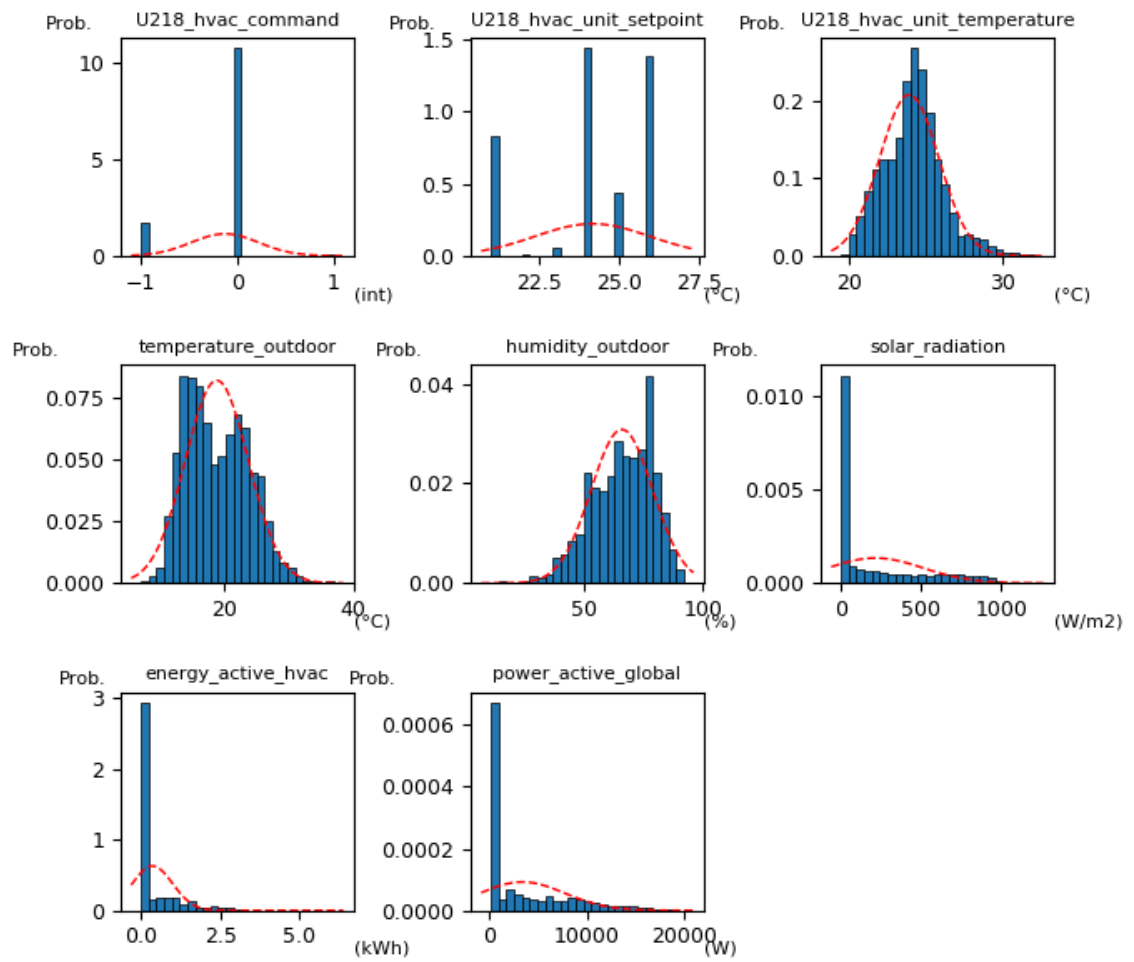 Prob. U218_hvac_command
10
5
0
−1 0 1
(int)
Prob. U218_hvac_unit_setpoint
1.5
1.0
0.5
0.0
22.5 25.0 27.5
(°C)
Prob. U218_hvac_unit_temperature
0.2
0.1
0.0
20 30
(°C)
Prob. temperature_outdoor
0.075
0.050
0.025
0.000
20 40
(°C)
Prob. humidity_outdoor
0.04
0.02
0.00
50 100
(%)
Prob. solar_radiation
0.010
0.005
0.000
0 500 1000
(W/m2)
Prob. energy_active_hvac
3
2
1
0
0.0 2.5 5.0
(kWh)
Prob. power_active_global
0.0006
0.0004
0.0002
0.0000
0 10000 20000
(W)